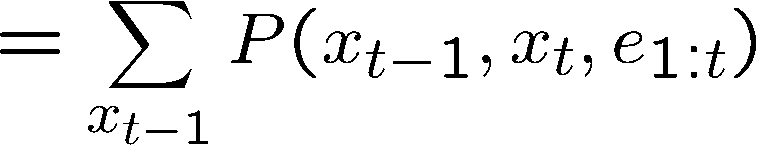 = \sum_{x_{t-1}} P(x_{t-1}, x_t, e_{1:t})